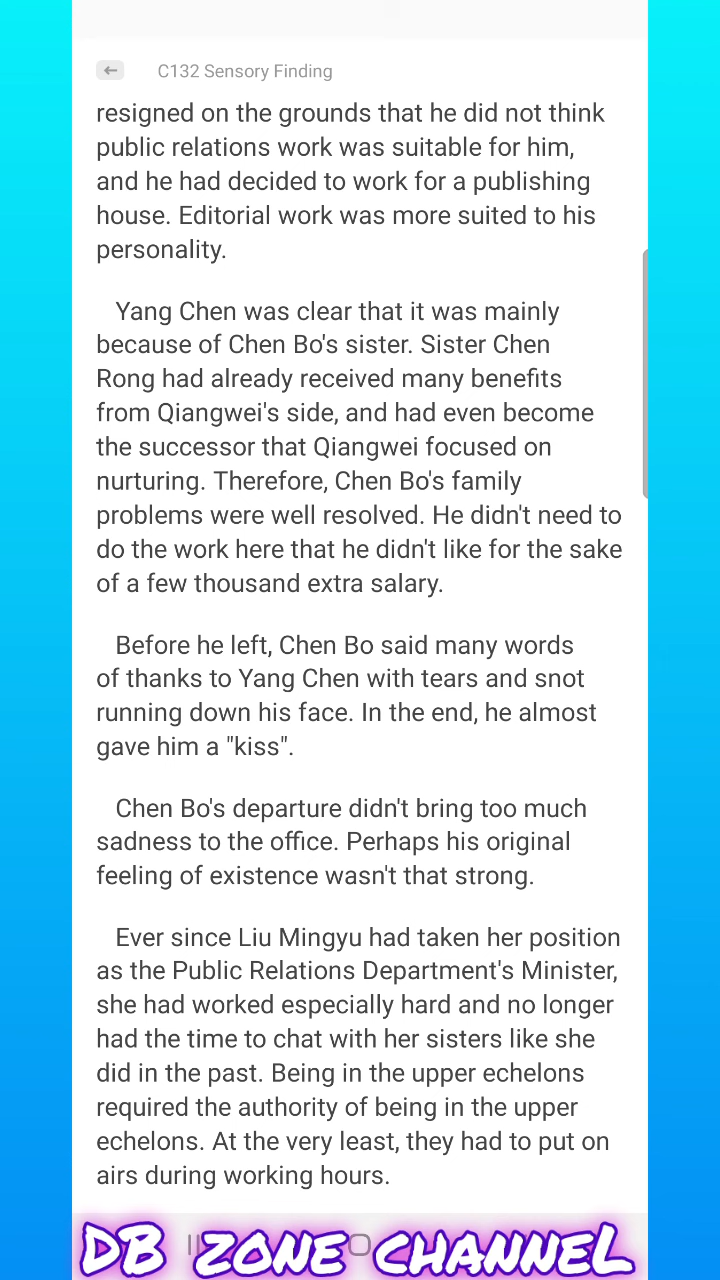 C132 Sensory Finding
resigned on the grounds that he did not think
public relations work was suitable for him,
and he had decided to work for a publishing
house. Editorial work was more suited to his
personality.
Yang Chen was clear that it was mainly
because of Chen Bo's sister. Sister Chen
Rong had already received many benefits
from Qiangwei's side, and had even become
the successor that Qiangwei focused on
nurturing. Therefore, Chen Bo's family
problems were well resolved. He didn't need to
do the work here that he didn't like for the sake
of a few thousand extra salary.
Before he left, Chen Bo said many words
of thanks to Yang Chen with tears and snot
running down his face. In the end, he almost
gave him a "kiss".
Chen Bo's departure didn't bring too much
sadness to the office. Perhaps his original
feeling of existence wasn't that strong.
Ever since Liu Mingyu had taken her position
as the Public Relations Department's Minister,
she had worked especially hard and no longer
had the time to chat with her sisters like she
did in the past. Being in the upper echelons
required the authority of being in the upper
echelons. At the very least, they had to put on
airs during working hours.
DB ZONE CHANNEL